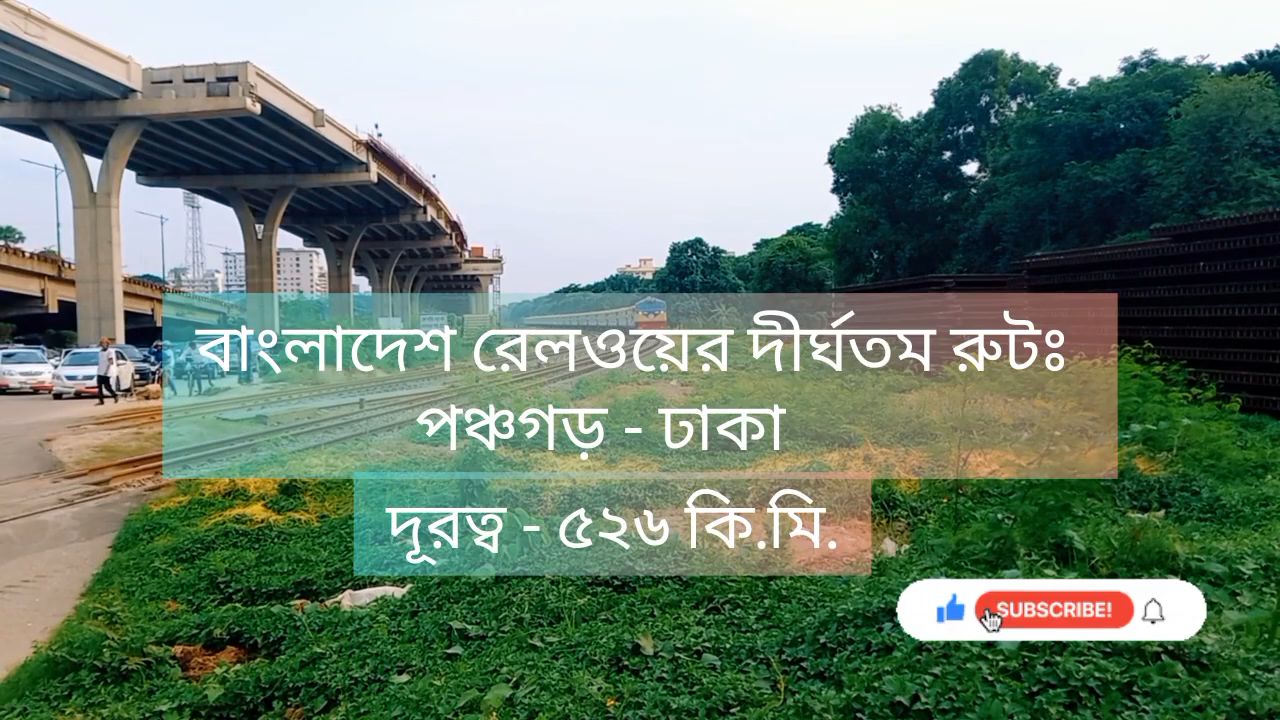 বাংলাদেশ রেলওয়ের দীর্ঘতম রুটঃ
পঞ্চগড় - ঢাকা
দূরত্ব - ৫২৬ কি.মি.
SUBSCRIBE!